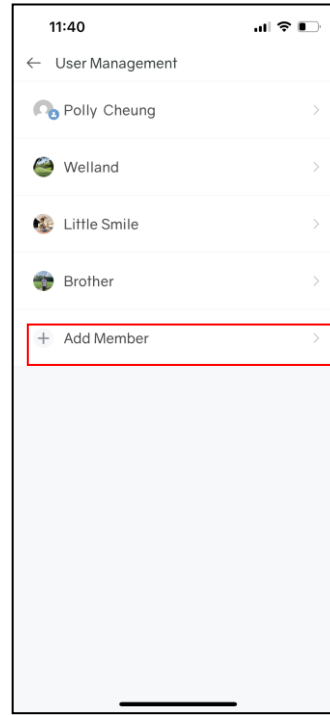 11:40
User Management
Polly Cheung
Welland
Little Smile
Brother
Add Member